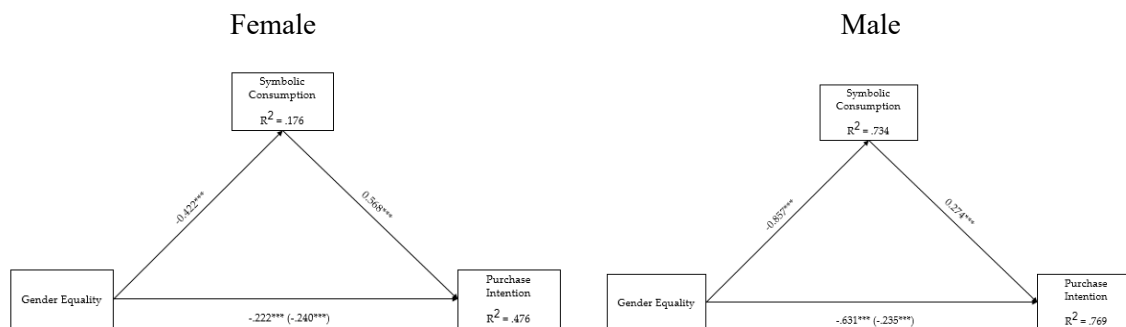 Female
Symbolic
Consumption
R2 = .176
-0.422***
0.568***
Gender Equality
Purchase
Intention
R2 = .476
-.222*** (-.240***)
Male
Symbolic
Consumption
R2 = .734
-0.857***
0.274***
Gender Equality
Purchase
Intention
R2 = .769
-.631*** (-.235***)